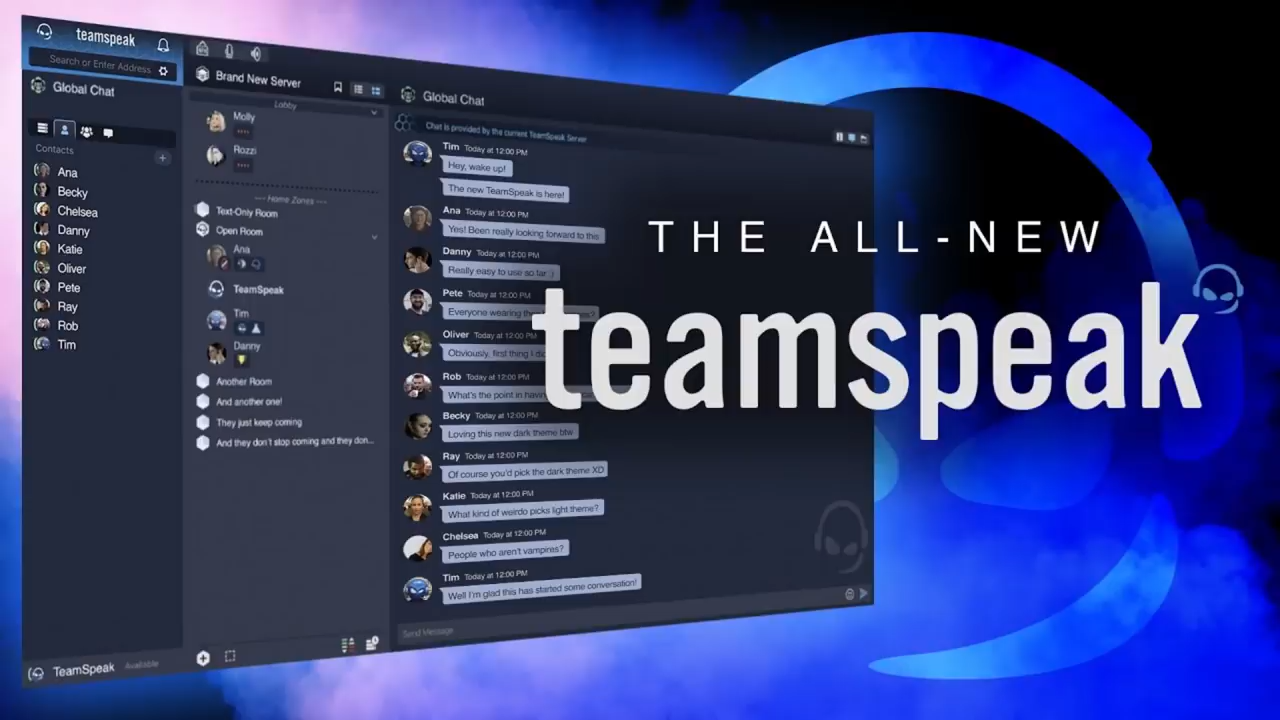 teamspeak
Search or Enter Address
Global Chat
Contacts
Ana
Becky
Chelsea
Danny
Katie
Oliver
Pete
Ray
Rob
Tim
TeamSpeak Available
Brand New Server
Lobby
Molly
Rozzi
--- Home Zones ---
Text-Only Room
Open Room
Ana
TeamSpeak
Tim
Danny
Another Room
And another one!
They just keep coming
And they don't stop coming and they don...
Global Chat
Chat is provided by the current TeamSpeak Server
Tim Today at 12:00 PM
Hey, wake up!
The new TeamSpeak is here!
Ana Today at 12:00 PM
Yes! Been really looking forward to this
Danny Today at 12:00 PM
Really easy to use so far :)
Pete Today at 12:00 PM
Everyone wearing
Oliver Today at 12:00 PM
Obviously, first thing I
Rob Today at 12:00 PM
What's the point in
Becky Today at 12:00 PM
Loving this new dark theme btw
Ray Today at 12:00 PM
Of course you'd pick the dark theme XD
Katie Today at 12:00 PM
What kind of weirdo picks light theme?
Chelsea Today at 12:00 PM
People who aren't vampires?
Tim Today at 12:00 PM
Well I'm glad this has started some conversation!
Send Message
THE ALL-NEW
teamspeak